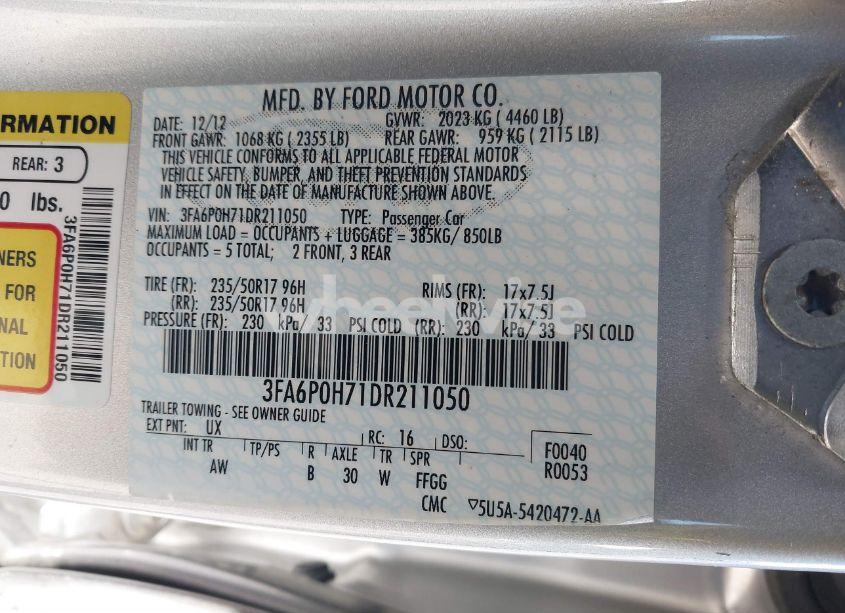 MFD. BY FORD MOTOR CO.
DATE: 12/12 GVWR: 2023 KG ( 4460 LB)
FRONT GAWR: 1068 KG ( 2355 LB) REAR GAWR: 959 KG ( 2115 LB)
THIS VEHICLE CONFORMS TO ALL APPLICABLE FEDERAL MOTOR
VEHICLE SAFETY, BUMPER, AND THEFT PREVENTION STANDARDS
IN EFFECT ON THE DATE OF MANUFACTURE SHOWN ABOVE.
VIN: 3FA6P0H71DR211050 TYPE: Passenger Car
MAXIMUM LOAD = OCCUPANTS + LUGGAGE = 385KG/ 850LB
OCCUPANTS = 5 TOTAL; 2 FRONT, 3 REAR
TIRE (FR): 235/50R17 96H RIMS (FR): 17x7.5J
(RR): 235/50R17 96H (RR): 17x7.5J
PRESSURE (FR): 230 kPa/ 33 PSI COLD (RR): 230 kPa/ 33 PSI COLD
3FA6P0H71DR211050
TRAILER TOWING - SEE OWNER GUIDE
EXT PNT: UX RC: 16 DSO:
INT TR TP/PS R AXLE TR SPR
AW B 30 W FFGG
F0040
R0053
CMC ▽5U5A-5420472-AA
ORMATION
REAR: 3
0 lbs.
NERS
FOR
NAL
TION
3FA6P0H71DR211050
wheelwize